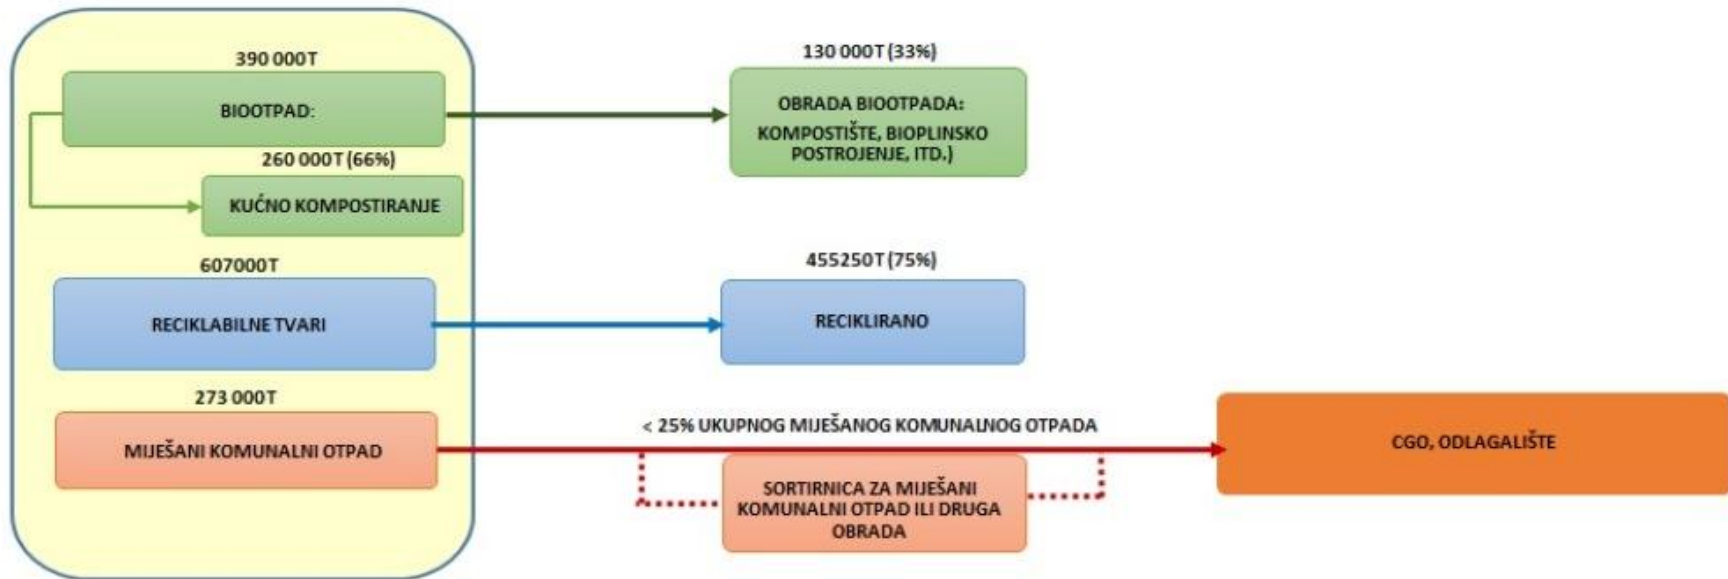 390 000T
BIOOTPAD:
260 000T (66%)
KUĆNO KOMPOSTIRANJE
130 000T (33%)
OBRADA BIOOTPADA:
KOMPOSTIŠTE, BIOPLINSKO
POSTROJENJE, ITD.)
607000T
RECIKLABILNE TVARI
455250T (75%)
RECIKLIRANO
273 000T
MIJEŠANI KOMUNALNI OTPAD
< 25% UKUPNOG MIJEŠANOG KOMUNALNOG OTPADA
SORTIRNICA ZA MIJEŠANI
KOMUNALNI OTPAD ILI DRUGA
OBRADA
CGO, ODLAGALIŠTE